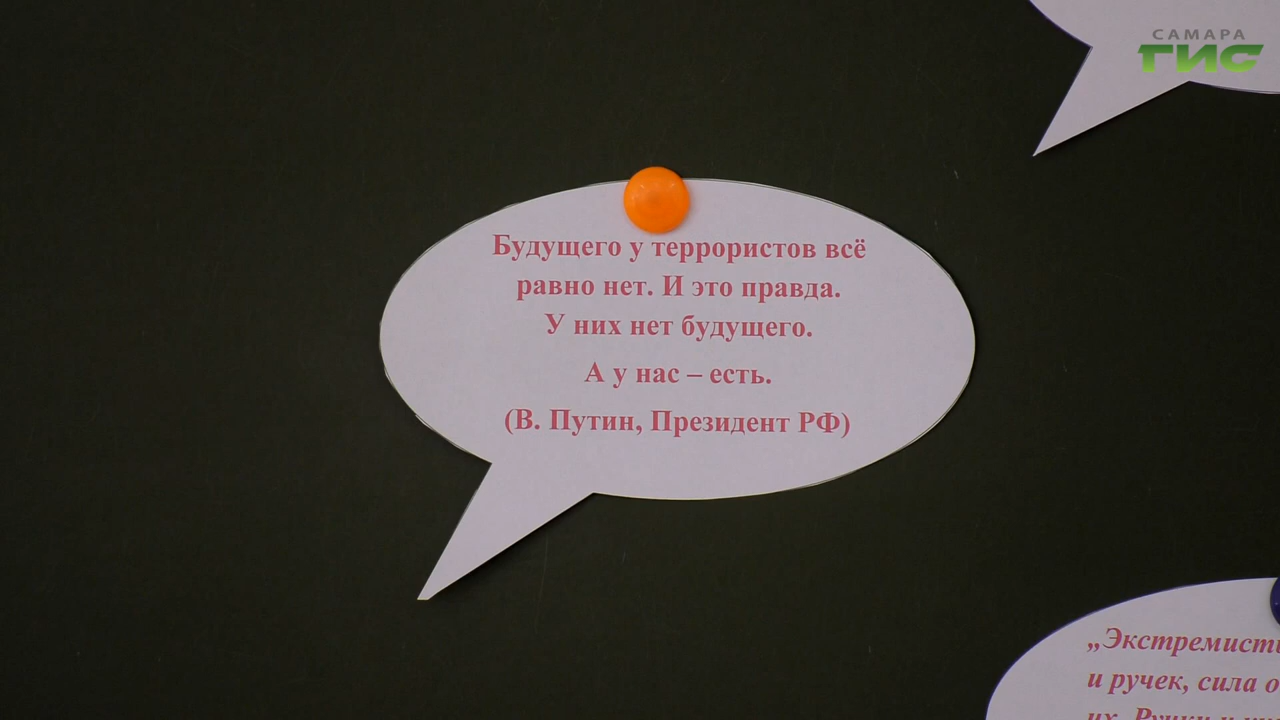 САМАРА
ГИС
Будущего у террористов всё
равно нет. И это правда.
У них нет будущего.
А у нас – есть.
(В. Путин, Президент РФ)
и ручек, сила